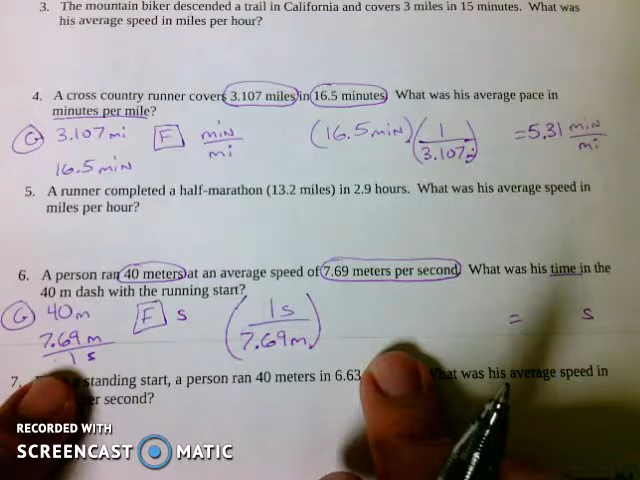 3. The mountain biker descended a trail in California and covers 3 miles in 15 minutes. What was
his average speed in miles per hour?
4. A cross country runner covers 3.107 miles in 16.5 minutes. What was his average pace in
minutes per mile?
G 3.107 mi F min/mi (16.5 min) (1/3.107 mi) = 5.31 min/mi
16.5 min
5. A runner completed a half-marathon (13.2 miles) in 2.9 hours. What was his average speed in
miles per hour?
6. A person ran 40 meters at an average speed of 7.69 meters per second. What was his time in the
40 m dash with the running start?
G 40m F s (1s/7.69m) = s
7.69 m/1 s
7. standing start, a person ran 40 meters in 6.63 What was his average speed in
second?
RECORDED WITH
SCREENCAST MATIC